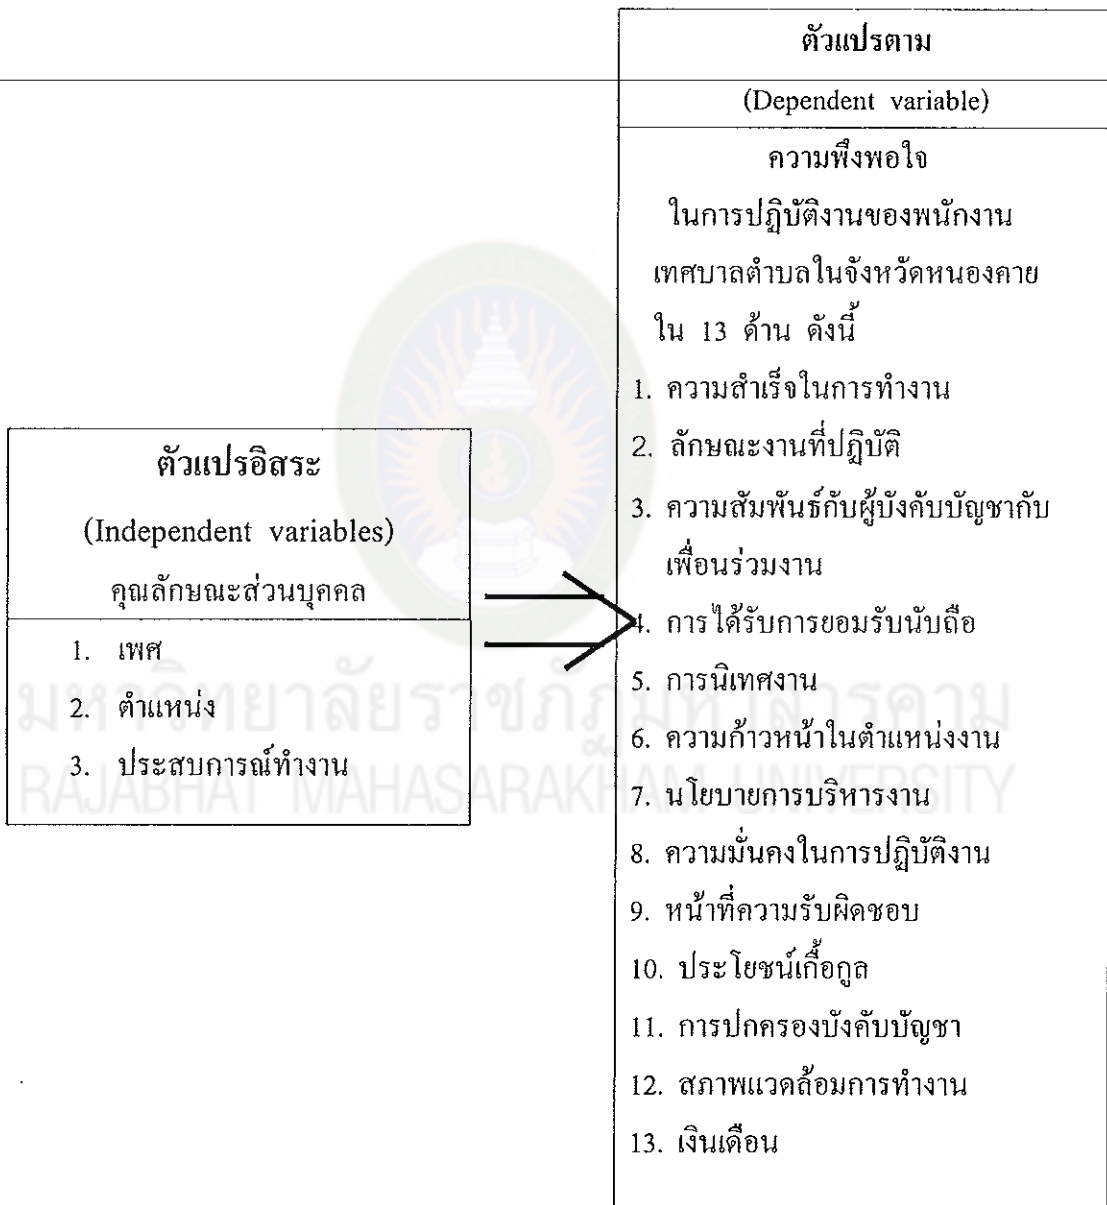 ตัวแปรตาม
(Dependent variable)
ความพึงพอใจ
ในการปฏิบัติงานของพนักงาน
เทศบาลตำบลในจังหวัดหนองคาย
ใน 13 ด้าน ดังนี้
1. ความสำเร็จในการทำงาน
2. ลักษณะงานที่ปฏิบัติ
3. ความสัมพันธ์กับผู้บังคับบัญชากับ
เพื่อนร่วมงาน
4. การได้รับการยอมรับนับถือ
5. การนิเทศงาน
6. ความก้าวหน้าในตำแหน่งงาน
7. นโยบายการบริหารงาน
8. ความมั่นคงในการปฏิบัติงาน
9. หน้าที่ความรับผิดชอบ
10. ประโยชน์เกื้อกูล
11. การปกครองบังคับบัญชา
12. สภาพแวดล้อมการทำงาน
13. เงินเดือน
ตัวแปรอิสระ
(Independent variables)
คุณลักษณะส่วนบุคคล
1. เพศ
2. ตำแหน่ง
3. ประสบการณ์ทำงาน
มหาวิทยาลัยราชภัฏมหาสารคาม
RAJABHAT MAHASARAKHAM UNIVERSITY